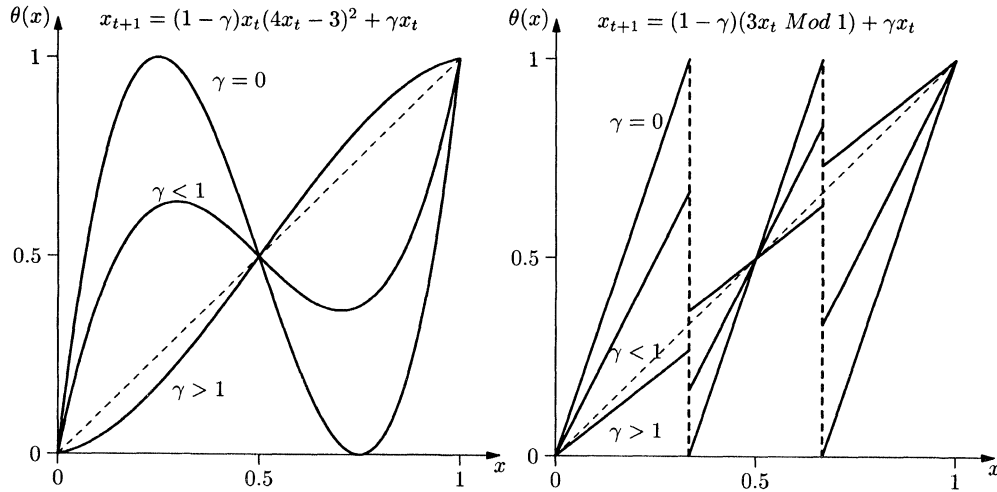 θ(x) x_{t+1} = (1 − γ)x_t(4x_t − 3)² + γx_t
1
γ = 0
γ < 1
0.5
γ > 1
0
0 0.5 1 x
θ(x) x_{t+1} = (1 − γ)(3x_t Mod 1) + γx_t
1
γ = 0
0.5
γ < 1
γ > 1
0
0 0.5 1 x